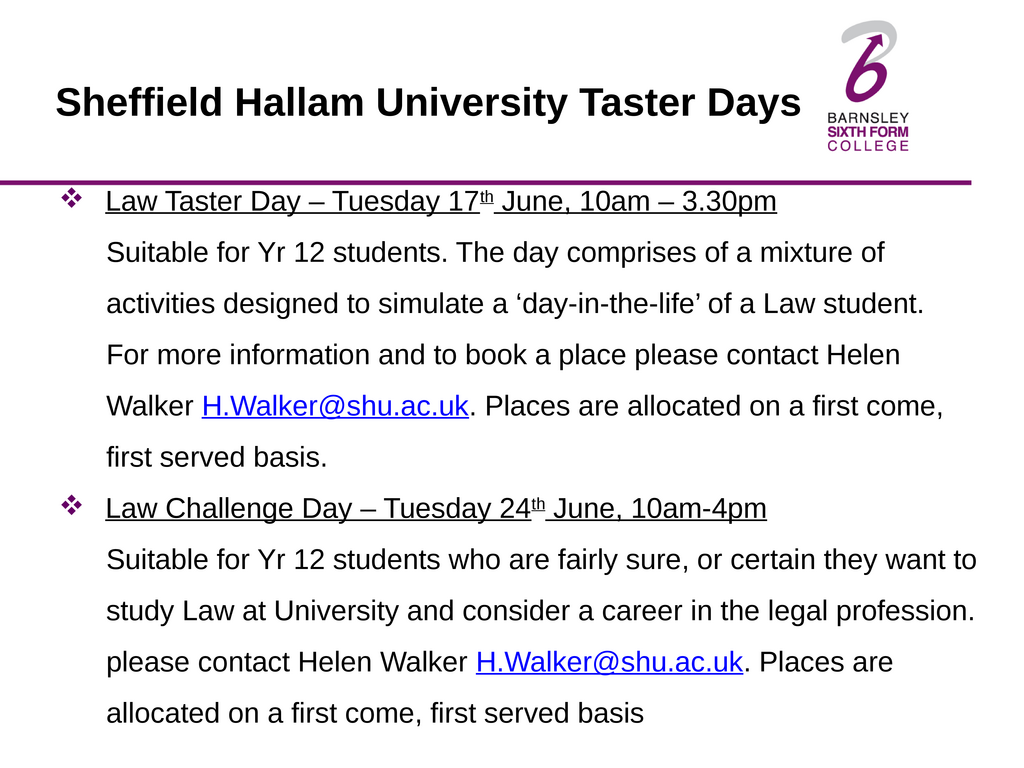 Sheffield Hallam University Taster Days
BARNSLEY
SIXTH FORM
COLLEGE
❖ Law Taster Day – Tuesday 17th June, 10am – 3.30pm
Suitable for Yr 12 students. The day comprises of a mixture of
activities designed to simulate a ‘day-in-the-life’ of a Law student.
For more information and to book a place please contact Helen
Walker H.Walker@shu.ac.uk. Places are allocated on a first come,
first served basis.
❖ Law Challenge Day – Tuesday 24th June, 10am-4pm
Suitable for Yr 12 students who are fairly sure, or certain they want to
study Law at University and consider a career in the legal profession.
please contact Helen Walker H.Walker@shu.ac.uk. Places are
allocated on a first come, first served basis